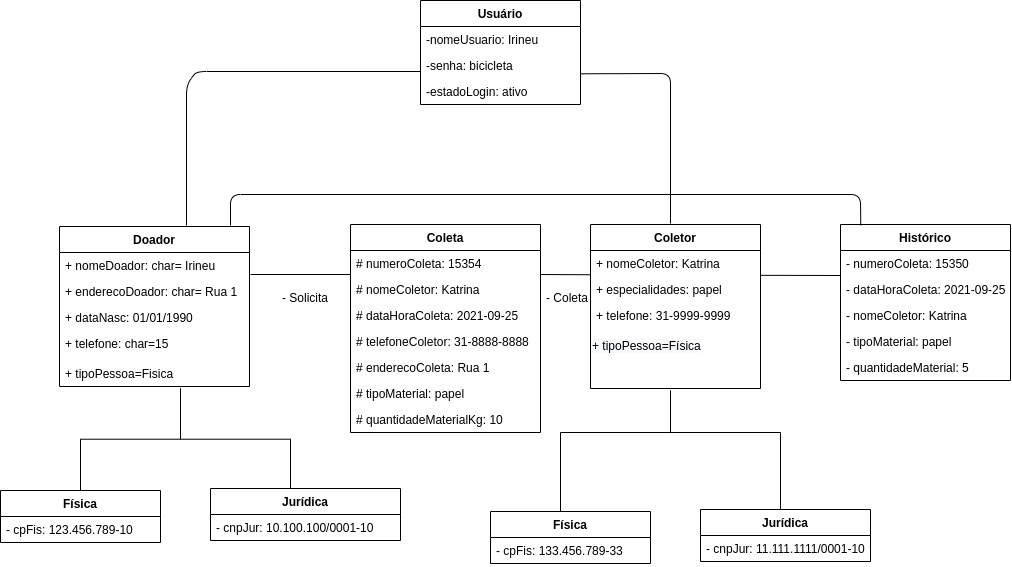 Usuário
-nomeUsuario: Irineu
-senha: bicicleta
-estadoLogin: ativo
Doador
+ nomeDoador: char= Irineu
+ enderecoDoador: char= Rua 1
+ dataNasc: 01/01/1990
+ telefone: char=15
+ tipoPessoa=Fisica
- Solicita
Coleta
# numeroColeta: 15354
# nomeColetor: Katrina
# dataHoraColeta: 2021-09-25
# telefoneColetor: 31-8888-8888
# enderecoColeta: Rua 1
# tipoMaterial: papel
# quantidadeMaterialKg: 10
- Coleta
Coletor
+ nomeColetor: Katrina
+ especialidades: papel
+ telefone: 31-9999-9999
+ tipoPessoa=Física
Histórico
- numeroColeta: 15350
- dataHoraColeta: 2021-09-25
- nomeColetor: Katrina
- tipoMaterial: papel
- quantidadeMaterial: 5
Física
- cpFis: 123.456.789-10
Jurídica
- cnpJur: 10.100.100/0001-10
Física
- cpFis: 133.456.789-33
Jurídica
- cnpJur: 11.111.1111/0001-10